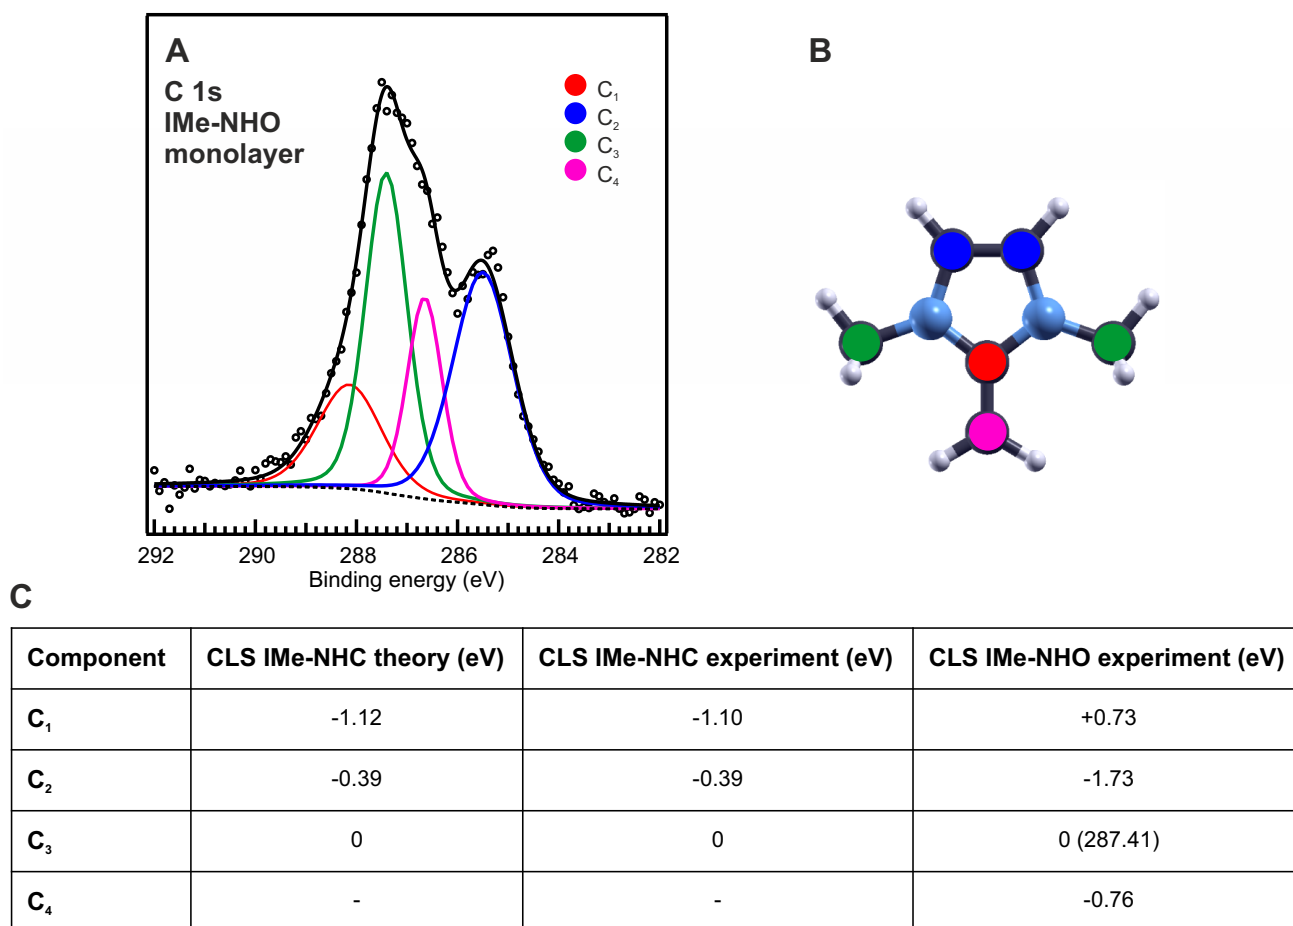 A
C 1s
IMe-NHO
monolayer
C₁
C₂
C₃
C₄
292 290 288 286 284 282
Binding energy (eV)
B
C
Component CLS IMe-NHC theory (eV) CLS IMe-NHC experiment (eV) CLS IMe-NHO experiment (eV)
C₁ -1.12 -1.10 +0.73
C₂ -0.39 -0.39 -1.73
C₃ 0 0 0 (287.41)
C₄ - - -0.76